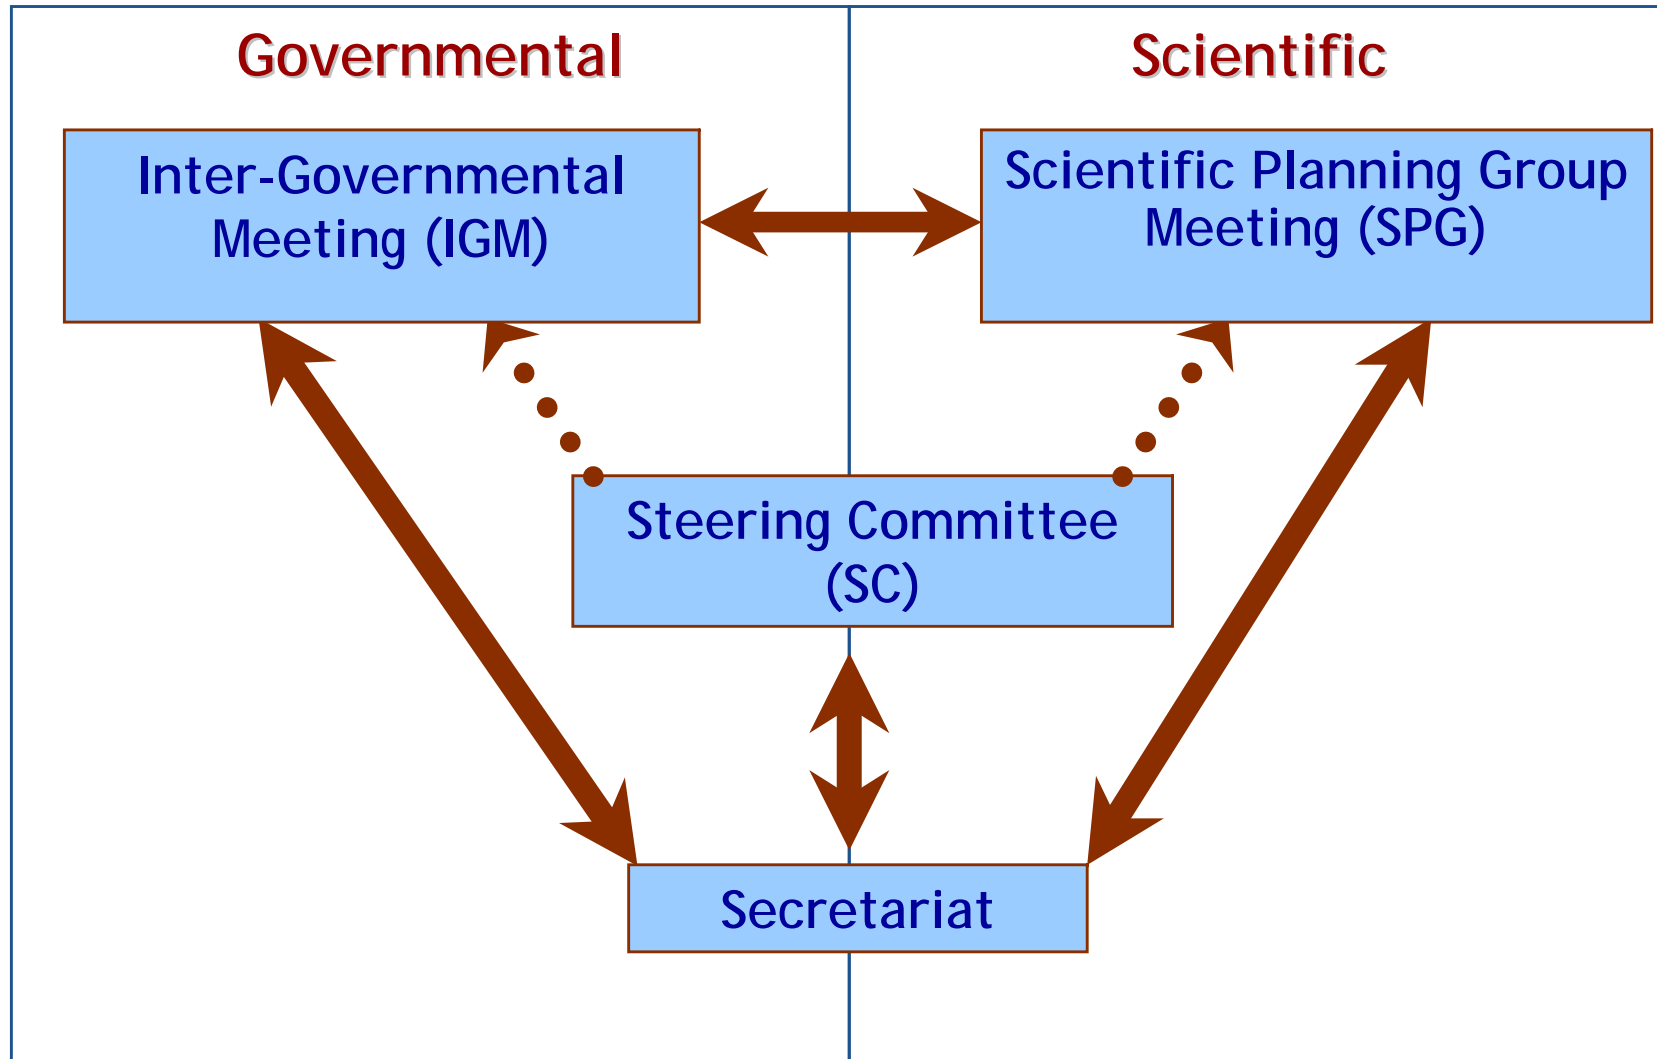 Governmental
Scientific
Inter-Governmental
Meeting (IGM)
Scientific Planning Group
Meeting (SPG)
Steering Committee
(SC)
Secretariat